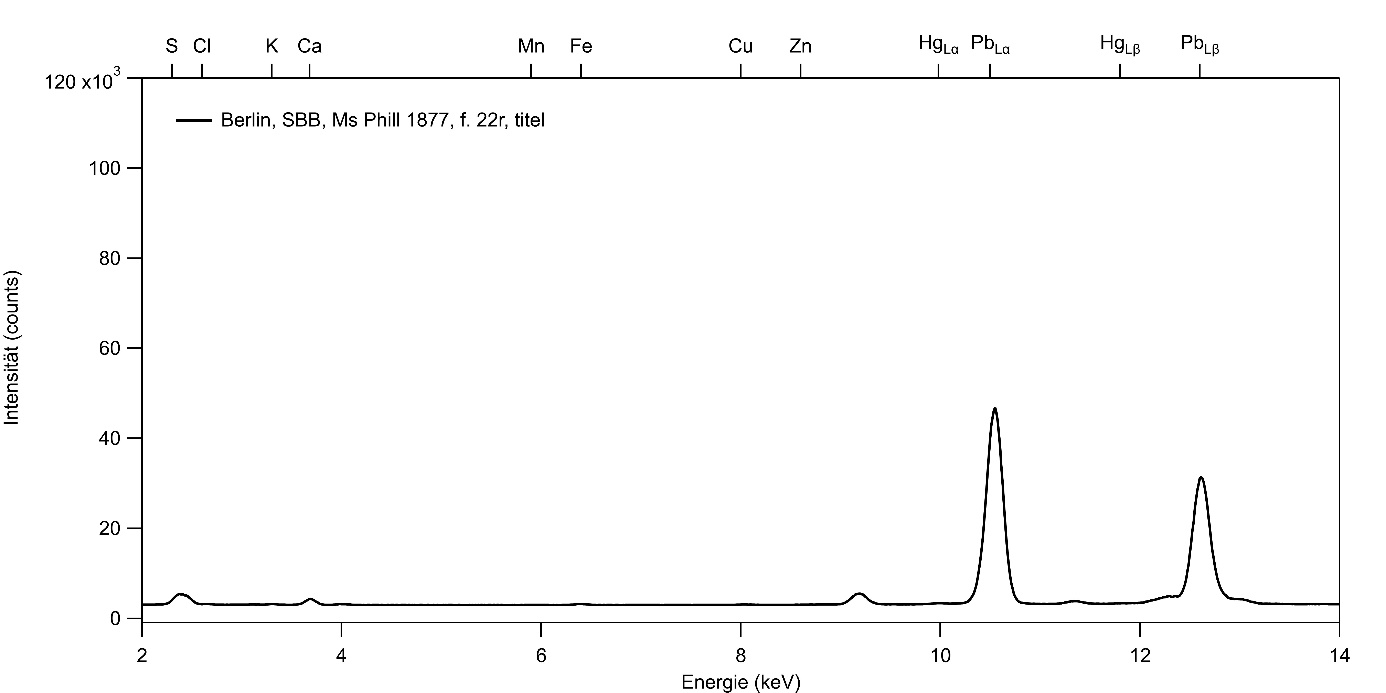 S Cl K Ca Mn Fe Cu Zn HgLα PbLα HgLβ PbLβ
120 x10³
Berlin, SBB, Ms Phill 1877, f. 22r, titel
100
80
60
40
20
0
Intensität (counts)
2 4 6 8 10 12 14
Energie (keV)